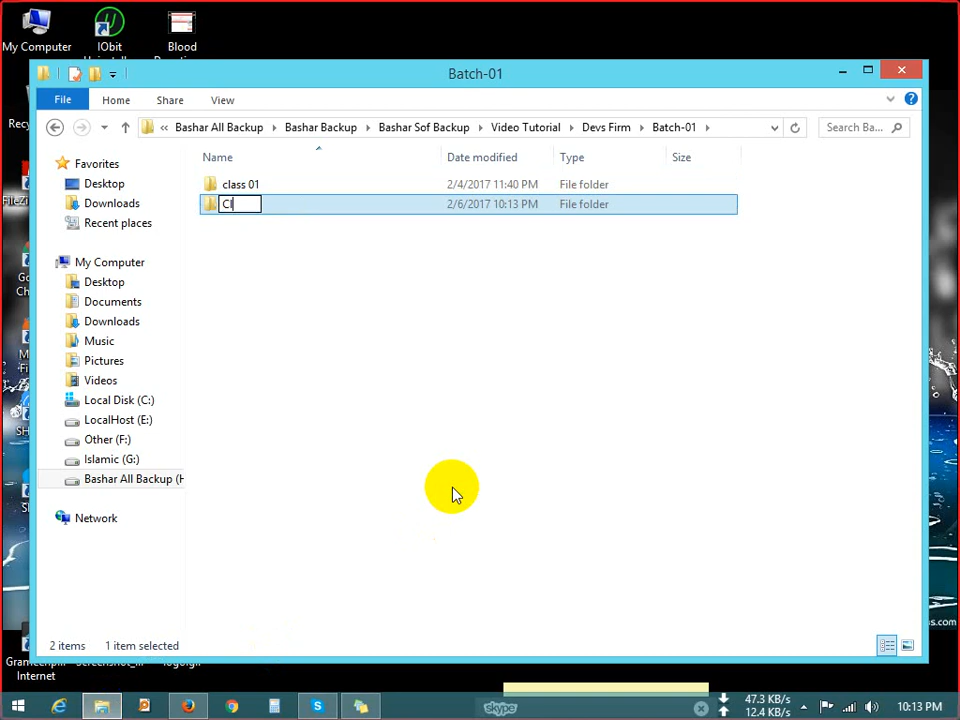 My Computer
IObit
Blood
Batch-01
File
Home
Share
View
« Bashar All Backup
Bashar Backup
Bashar Sof Backup
Video Tutorial
Devs Firm
Batch-01
Search Ba...
Name
Date modified
Type
Size
class 01
2/4/2017 11:40 PM
File folder
Cl
2/6/2017 10:13 PM
File folder
Favorites
Desktop
Downloads
Recent places
My Computer
Desktop
Documents
Downloads
Music
Pictures
Videos
Local Disk (C:)
LocalHost (E:)
Other (F:)
Islamic (G:)
Bashar All Backup (H
Network
2 items
1 item selected
Internet
skype
47.3 KB/s
12.4 KB/s
10:13 PM